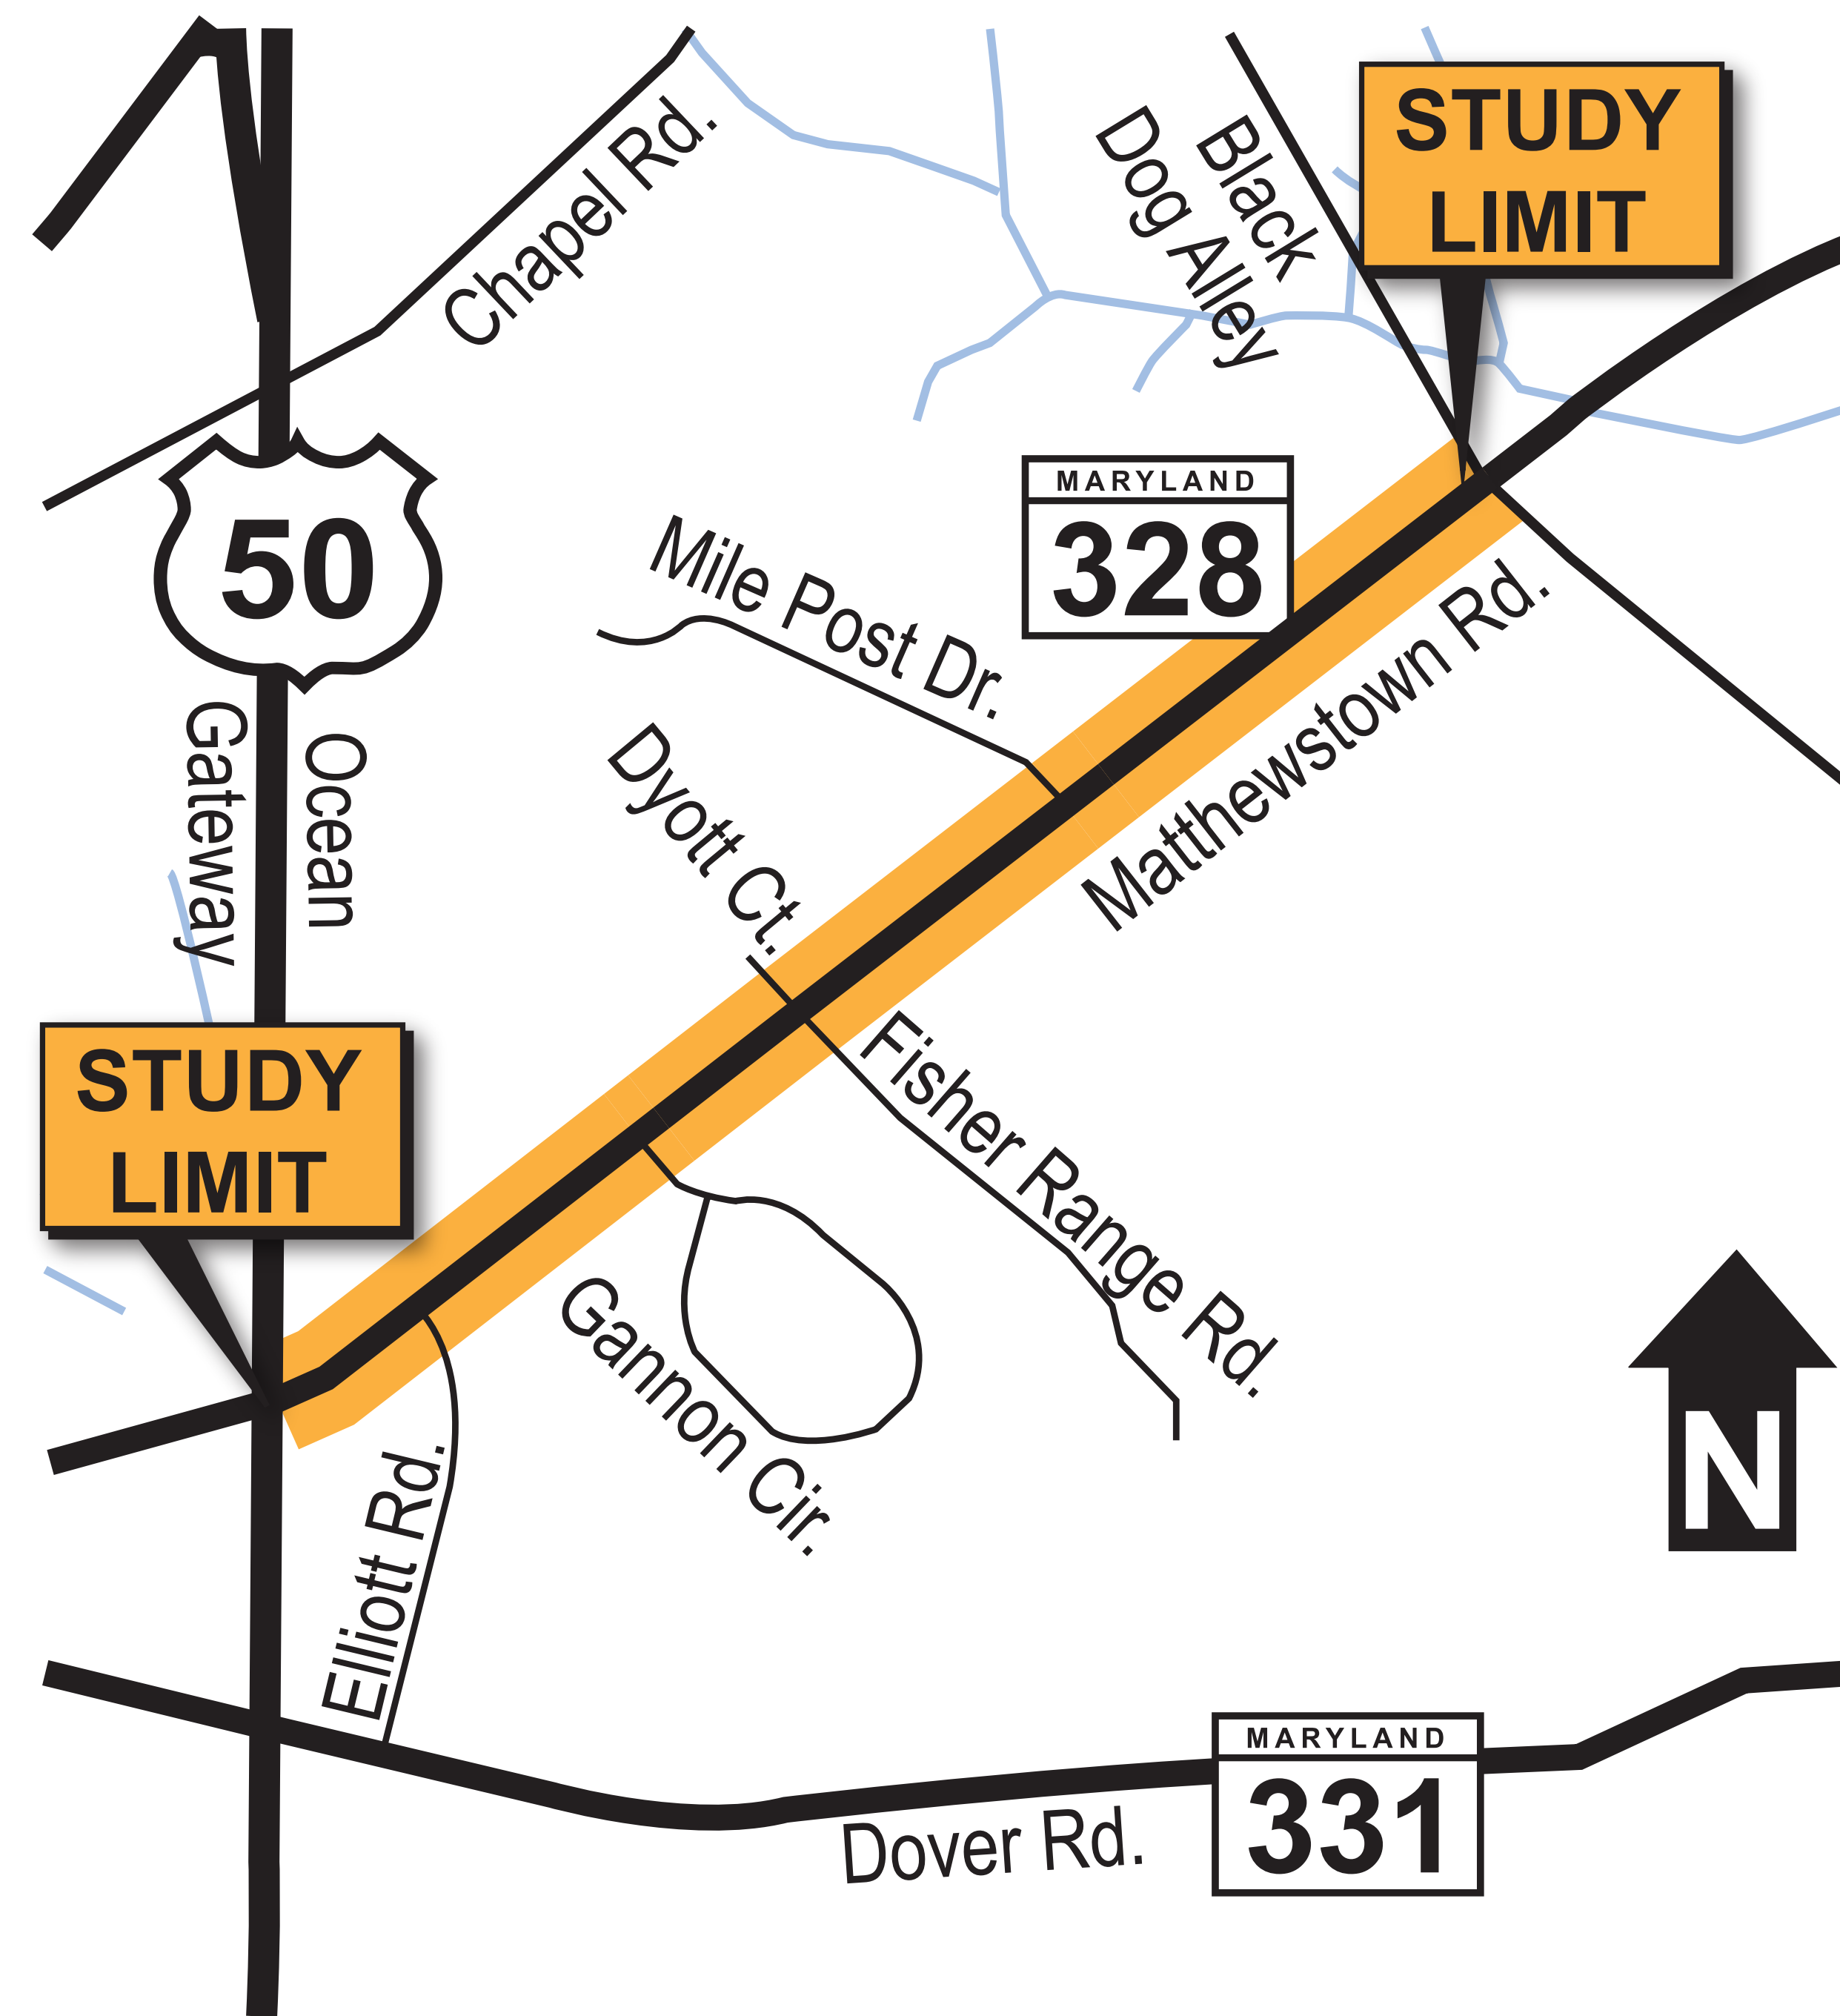 Chapel Rd.
Black
Dog Alley
STUDY
LIMIT
50
MARYLAND
328
Mile Post Dr.
Matthewstown Rd.
Ocean
Gateway
Dyott Ct.
STUDY
LIMIT
Fisher Range Rd.
Gannon Cir.
Elliott Rd.
N
MARYLAND
331
Dover Rd.